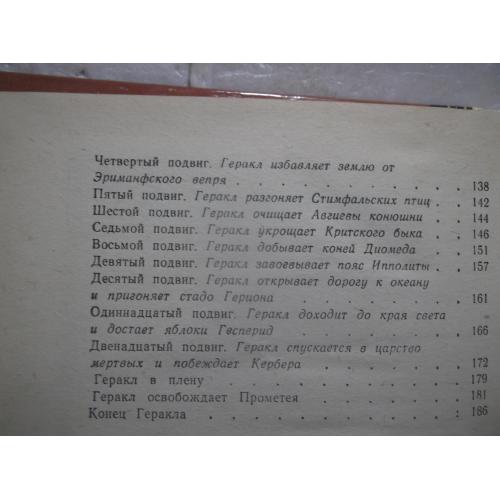 Четвертый подвиг. Геракл избавляет землю от
Эриманфского вепря . . . . . . . . . . . 138
Пятый подвиг. Геракл разгоняет Стимфальских птиц . 142
Шестой подвиг. Геракл очищает Авгиевы конюшни . 144
Седьмой подвиг. Геракл укрощает Критского быка . 146
Восьмой подвиг. Геракл добывает коней Диомеда . 151
Девятый подвиг. Геракл завоевывает пояс Ипполиты . 157
Десятый подвиг. Геракл открывает дорогу к океану
и пригоняет стадо Гериона . . . . . . . 161
Одиннадцатый подвиг. Геракл доходит до края света
и достает яблоки Гесперид . . . . . . . 166
Двенадцатый подвиг. Геракл спускается в царство
мертвых и побеждает Кербера . . . . . . 172
Геракл в плену . . . . . . . . . . 179
Геракл освобождает Прометея . . . . . . 181
Конец Геракла . . . . . . . . . . . 186